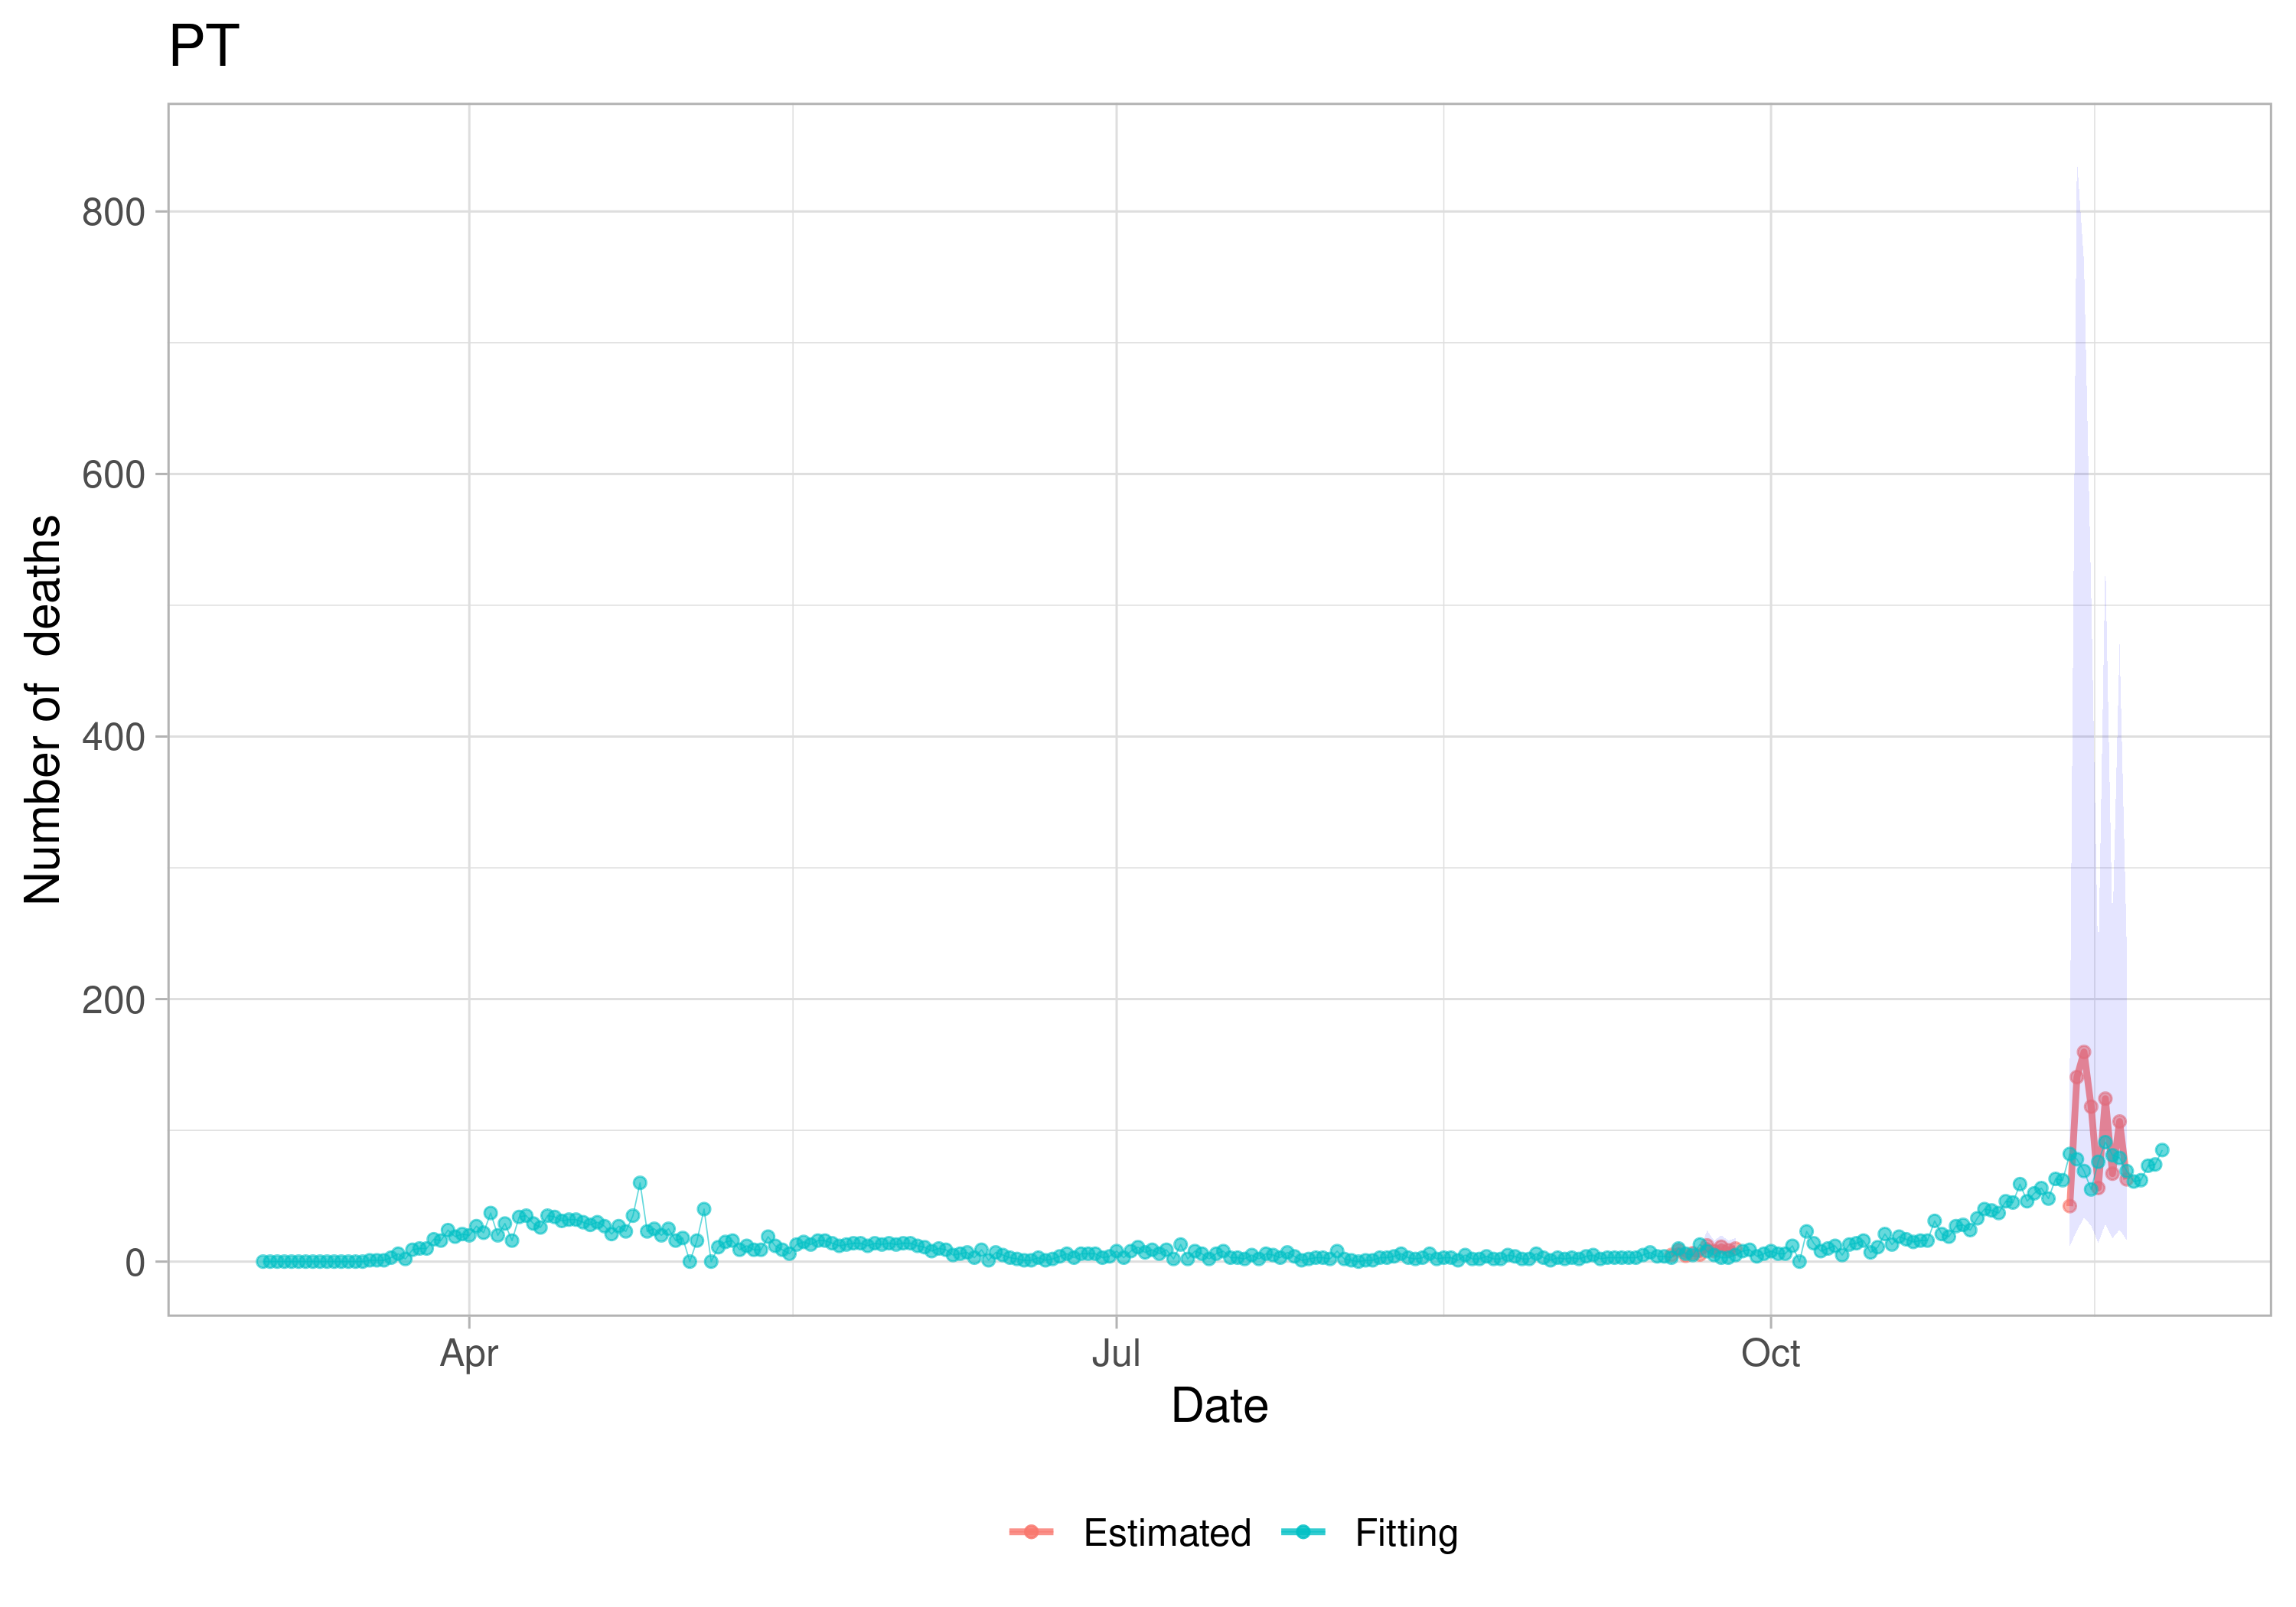 PT
Number of  deaths
800
600
400
200
0
Apr
Jul
Oct
Date
Estimated
Fitting